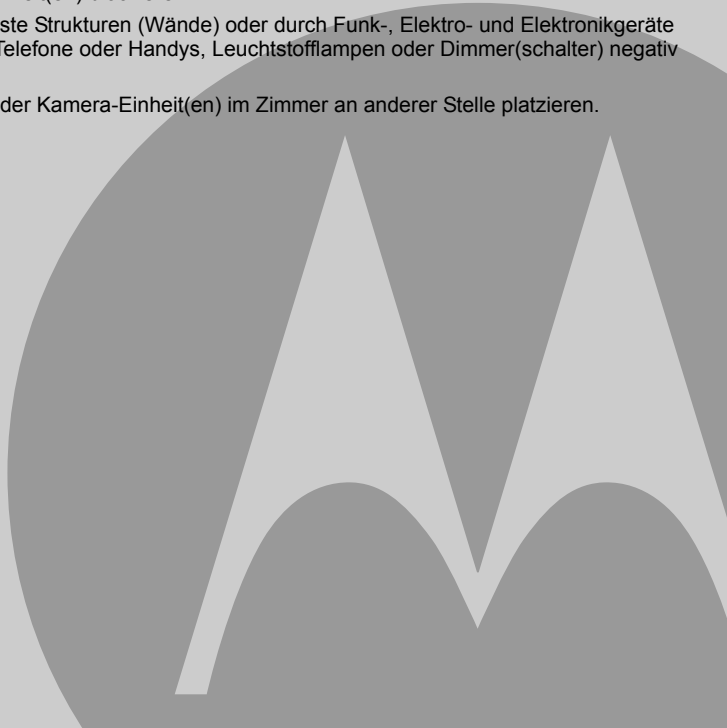 ste Strukturen (Wände) oder durch Funk-, Elektro- und Elektronikgeräte
Telefone oder Handys, Leuchtstofflampen oder Dimmer(schalter) negativ
der Kamera-Einheit(en) im Zimmer an anderer Stelle platzieren.